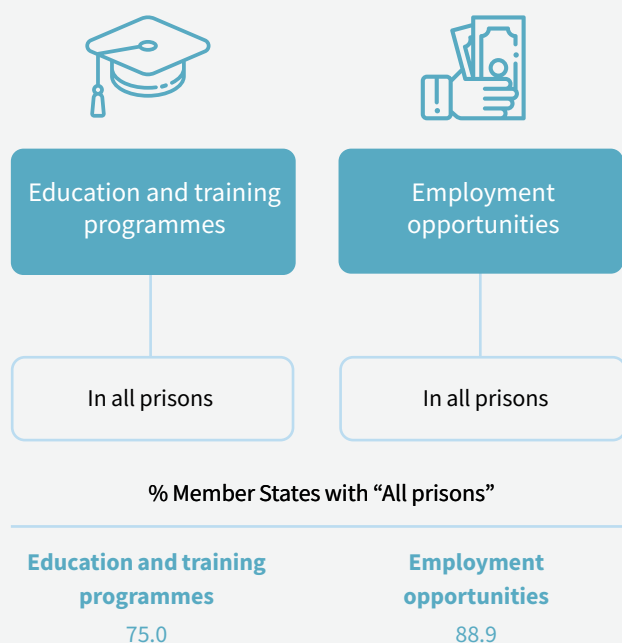 Education and training
programmes
Employment
opportunities
In all prisons
In all prisons
% Member States with “All prisons”
Education and training
programmes
Employment
opportunities
75.0
88.9